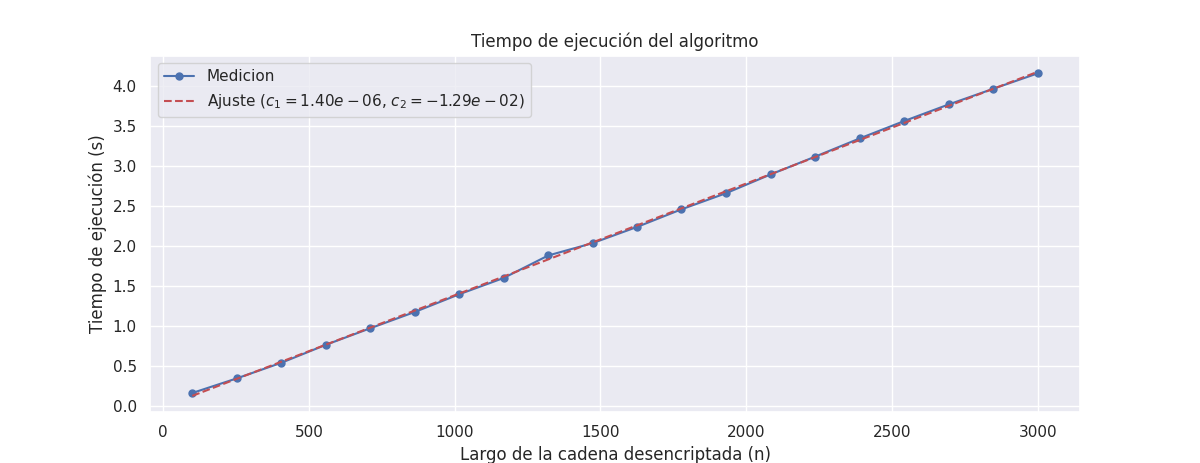 Tiempo de ejecución del algoritmo
Medicion
Ajuste (c₁ = 1.40e − 06, c₂ = −1.29e − 02)
Tiempo de ejecución (s)
4.0
3.5
3.0
2.5
2.0
1.5
1.0
0.5
0.0
0 500 1000 1500 2000 2500 3000
Largo de la cadena desencriptada (n)